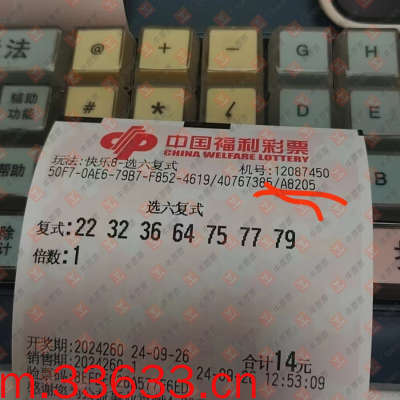 法 @ + - G H
辅助功能 # * / D E
中国福利彩票
CHINA WELFARE LOTTERY
玩法:快乐8-选六复式 机号:12087450
50F7-0AE6-79B7-F852-4619/40767385/A8205
选六复式
复式:22 32 36 64 75 77 79
倍数:1
开奖期:2024260 24-09-26 合计14元
销售期:2024260 24-09-26 12:53:09
m.33633.cn